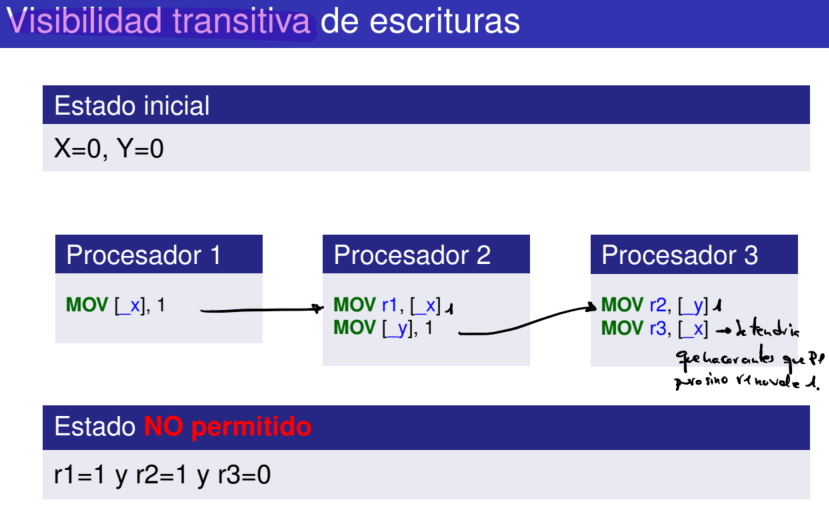 Visibilidad transitiva de escrituras
Estado inicial
X=0, Y=0
Procesador 1
MOV [_x], 1
Procesador 2
MOV r1, [_x] 1
MOV [_y], 1
Procesador 3
MOV r2, [_y] 1
MOV r3, [_x] → se tendría
que hacer antes que P1
pero sino r1 no vale 1.
Estado NO permitido
r1=1 y r2=1 y r3=0